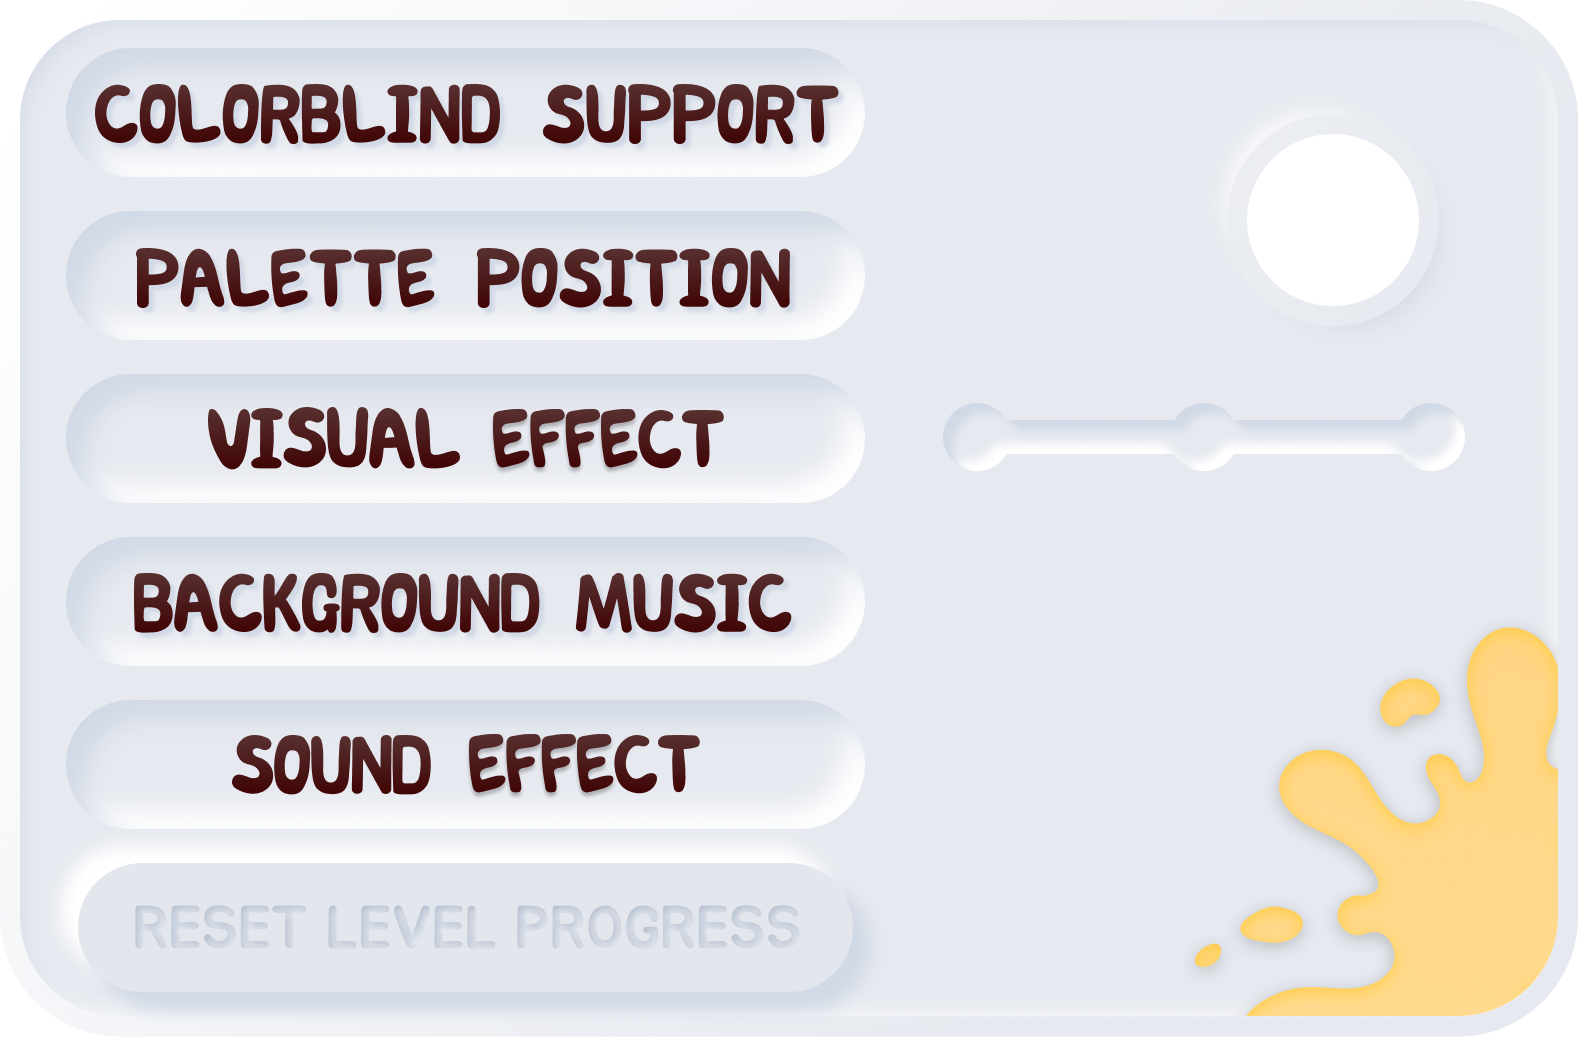 COLORBLIND SUPPORT
PALETTE POSITION
VISUAL EFFECT
BACKGROUND MUSIC
SOUND EFFECT
RESET LEVEL PROGRESS